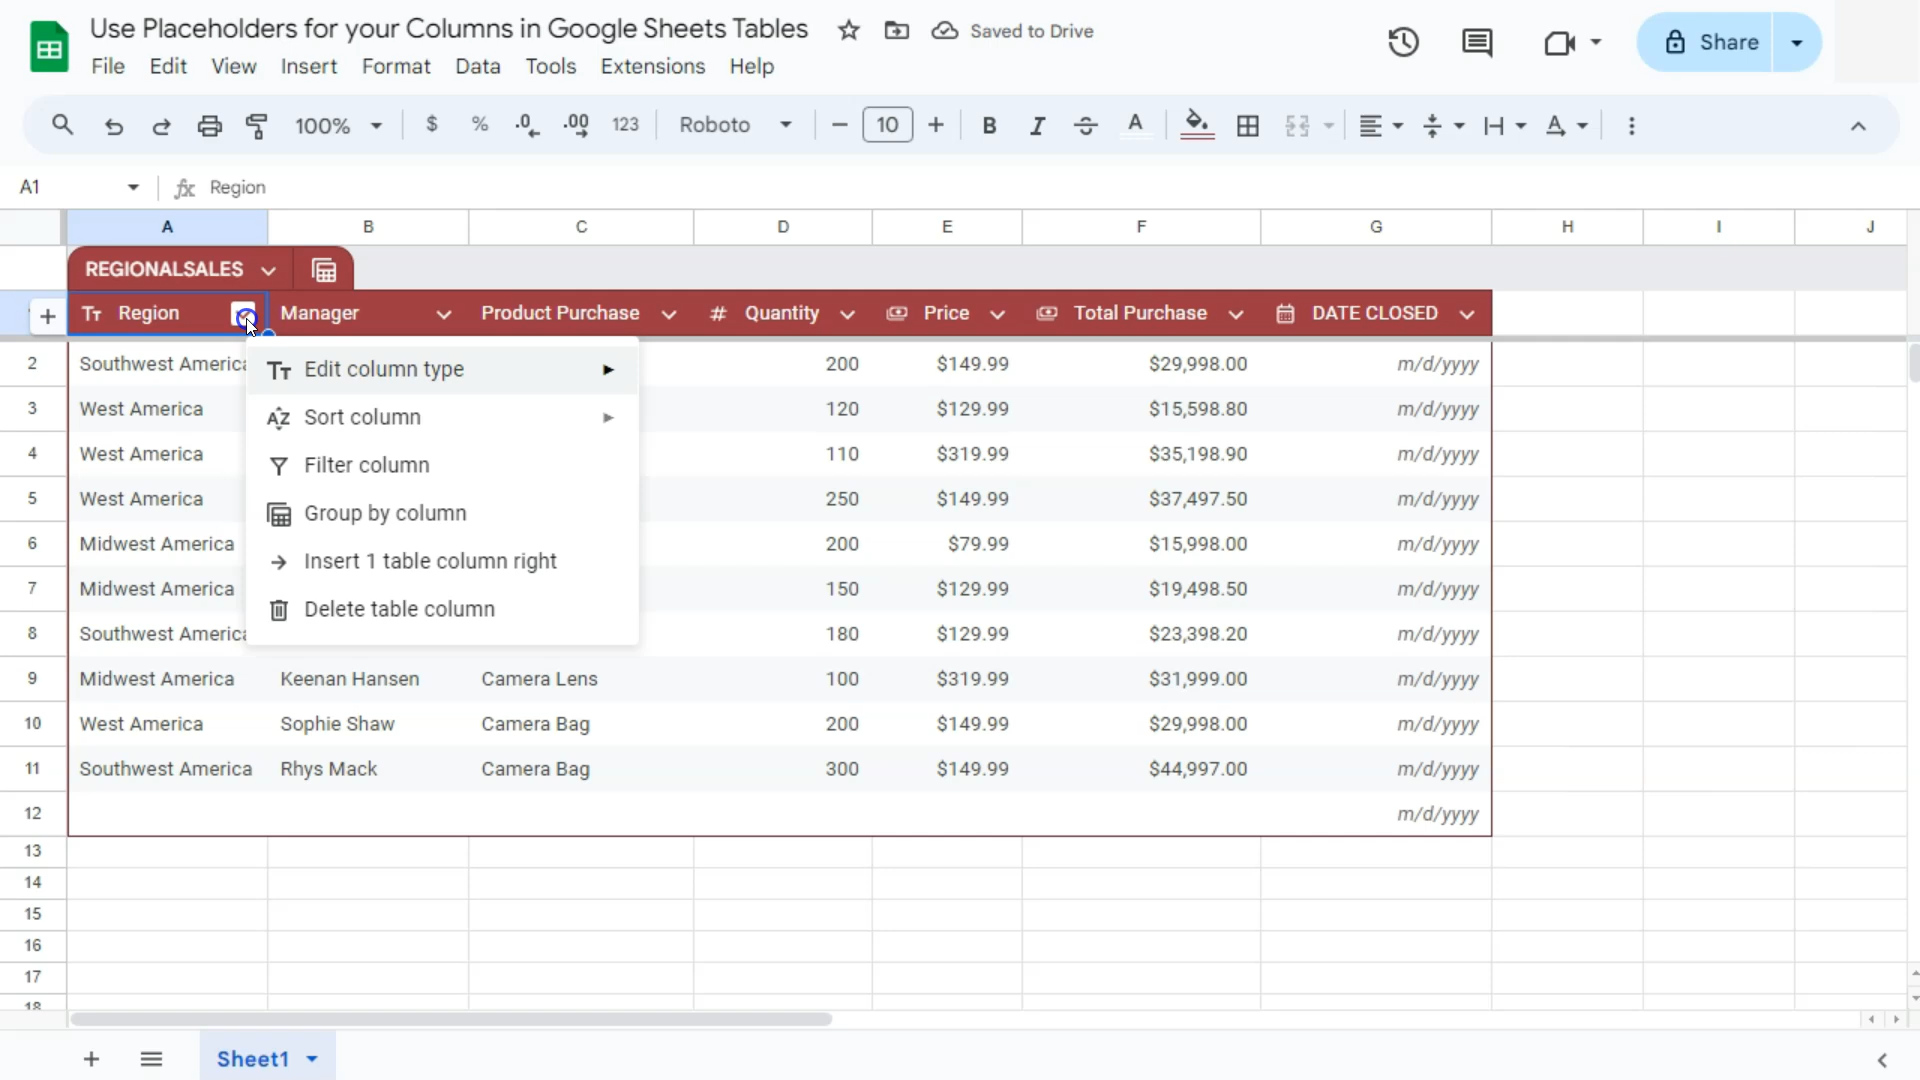 Use Placeholders for your Columns in Google Sheets Tables Saved to Drive
File Edit View Insert Format Data Tools Extensions Help
Share
100% $ % .0 .00 123 Roboto 10 B I A
A1 fx Region
A B C D E F G H I J
REGIONALSALES
Tт Region Manager Product Purchase # Quantity Price Total Purchase DATE CLOSED
2 Southwest America 200 $149.99 $29,998.00 m/d/yyyy
3 West America 120 $129.99 $15,598.80 m/d/yyyy
4 West America 110 $319.99 $35,198.90 m/d/yyyy
5 West America 250 $149.99 $37,497.50 m/d/yyyy
6 Midwest America 200 $79.99 $15,998.00 m/d/yyyy
7 Midwest America 150 $129.99 $19,498.50 m/d/yyyy
8 Southwest America 180 $129.99 $23,398.20 m/d/yyyy
Edit column type
Sort column
Filter column
Group by column
Insert 1 table column right
Delete table column
9 Midwest America Keenan Hansen Camera Lens 100 $319.99 $31,999.00 m/d/yyyy
10 West America Sophie Shaw Camera Bag 200 $149.99 $29,998.00 m/d/yyyy
11 Southwest America Rhys Mack Camera Bag 300 $149.99 $44,997.00 m/d/yyyy
12 m/d/yyyy
13
14
15
16
17
18
Sheet1